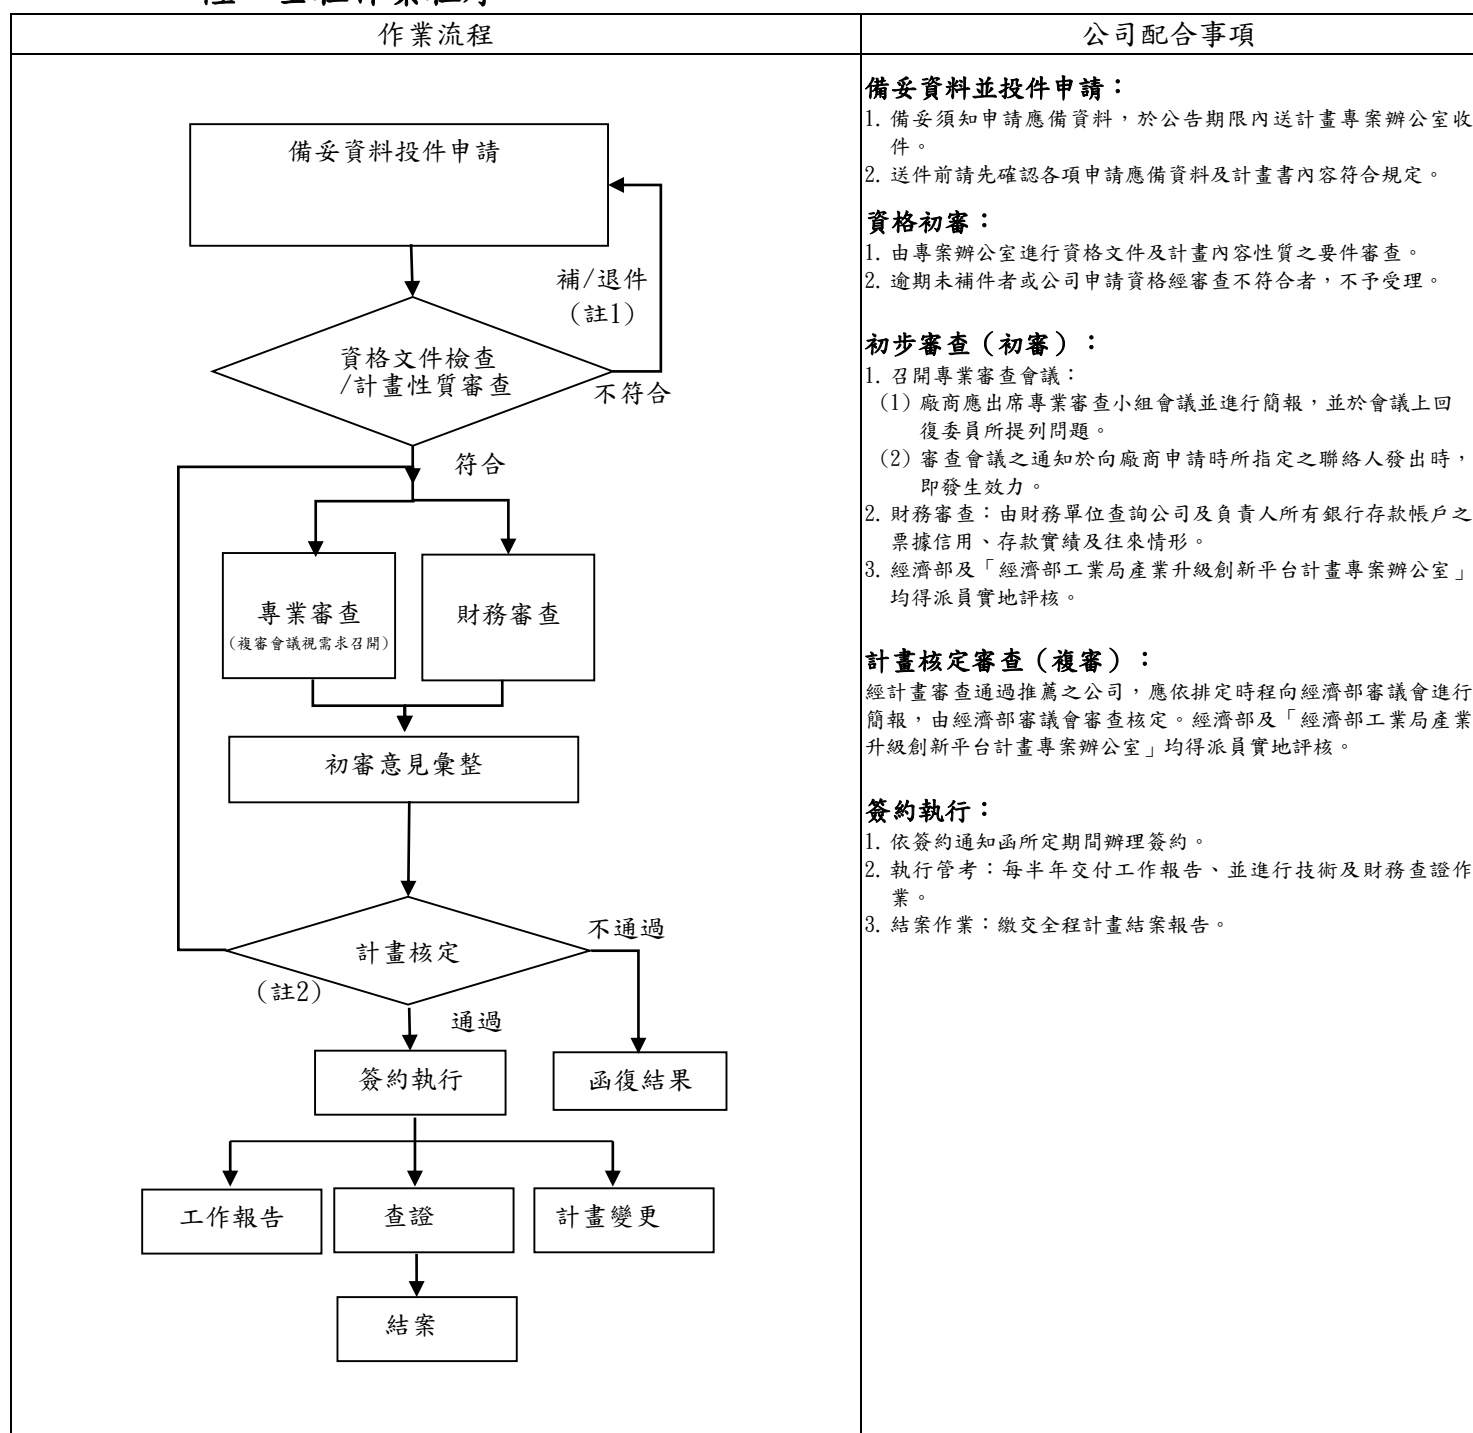 作業流程
公司配合事項
備妥資料投件申請
補/退件
(註1)
資格文件檢查
/計畫性質審查
不符合
符合
專業審查
(複審會議視需求召開)
財務審查
初審意見彙整
計畫核定
不通過
(註2)
通過
簽約執行
函復結果
工作報告
查證
計畫變更
結案
備妥資料並投件申請：
1. 備妥須知申請應備資料，於公告期限內送計畫專案辦公室收
件。
2. 送件前請先確認各項申請應備資料及計畫書內容符合規定。
資格初審：
1. 由專案辦公室進行資格文件及計畫內容性質之要件審查。
2. 逾期未補件者或公司申請資格經審查不符合者，不予受理。
初步審查（初審）：
1. 召開專業審查會議：
(1) 廠商應出席專業審查小組會議並進行簡報，並於會議上回
復委員所提列問題。
(2) 審查會議之通知於向廠商申請時所指定之聯絡人發出時，
即發生效力。
2. 財務審查：由財務單位查詢公司及負責人所有銀行存款帳戶之
票據信用、存款實績及往來情形。
3. 經濟部及「經濟部工業局產業升級創新平台計畫專案辦公室」
均得派員實地評核。
計畫核定審查（複審）：
經計畫審查通過推薦之公司，應依排定時程向經濟部審議會進行
簡報，由經濟部審議會審查核定。經濟部及「經濟部工業局產業
升級創新平台計畫專案辦公室」均得派員實地評核。
簽約執行：
1. 依簽約通知函所定期間辦理簽約。
2. 執行管考：每半年交付工作報告、並進行技術及財務查證作
業。
3. 結案作業：繳交全程計畫結案報告。